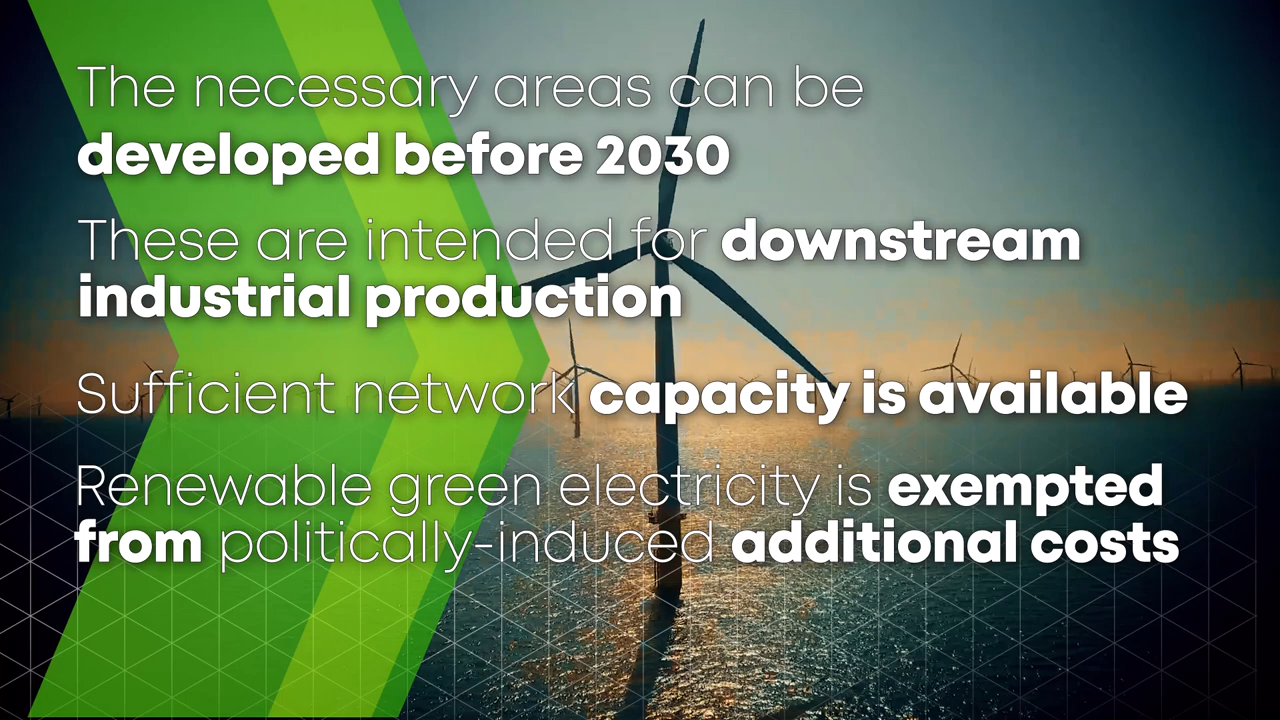 The necessary areas can be
developed before 2030
These are intended for downstream
industrial production
Sufficient network capacity is available
Renewable green electricity is exempted
from politically-induced additional costs